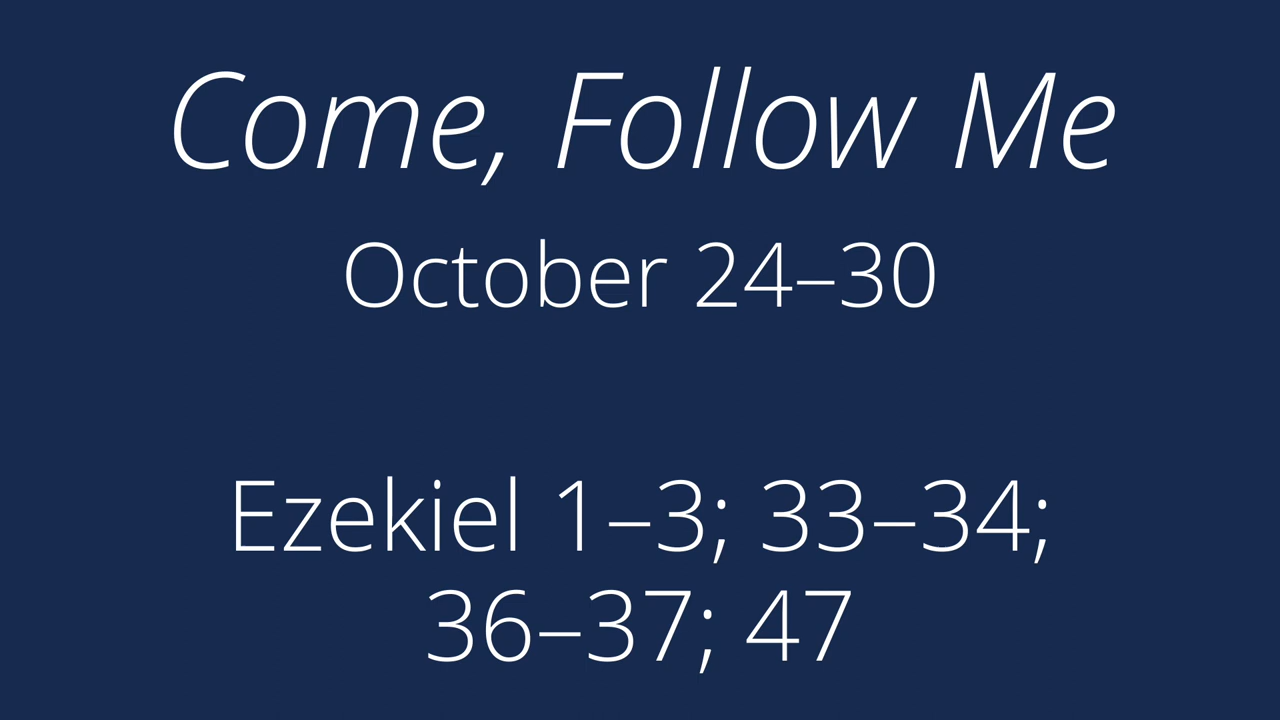 Come, Follow Me
October 24–30
Ezekiel 1–3; 33–34;
36–37; 47